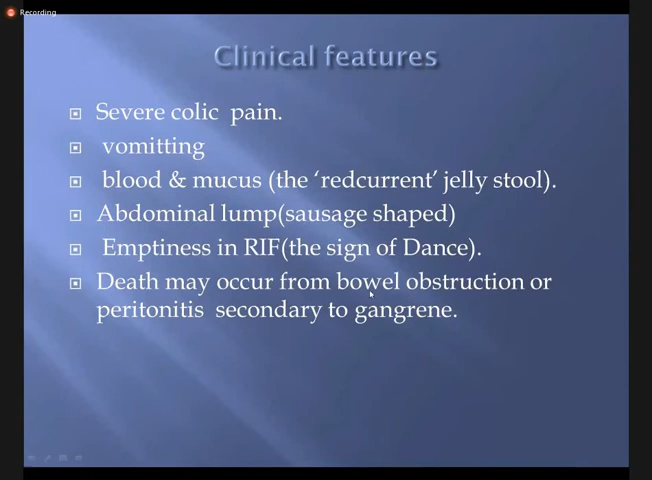 Recording
Clinical features
Severe colic pain.
vomitting
blood & mucus (the ‘redcurrent’ jelly stool).
Abdominal lump(sausage shaped)
Emptiness in RIF(the sign of Dance).
Death may occur from bowel obstruction or
peritonitis secondary to gangrene.